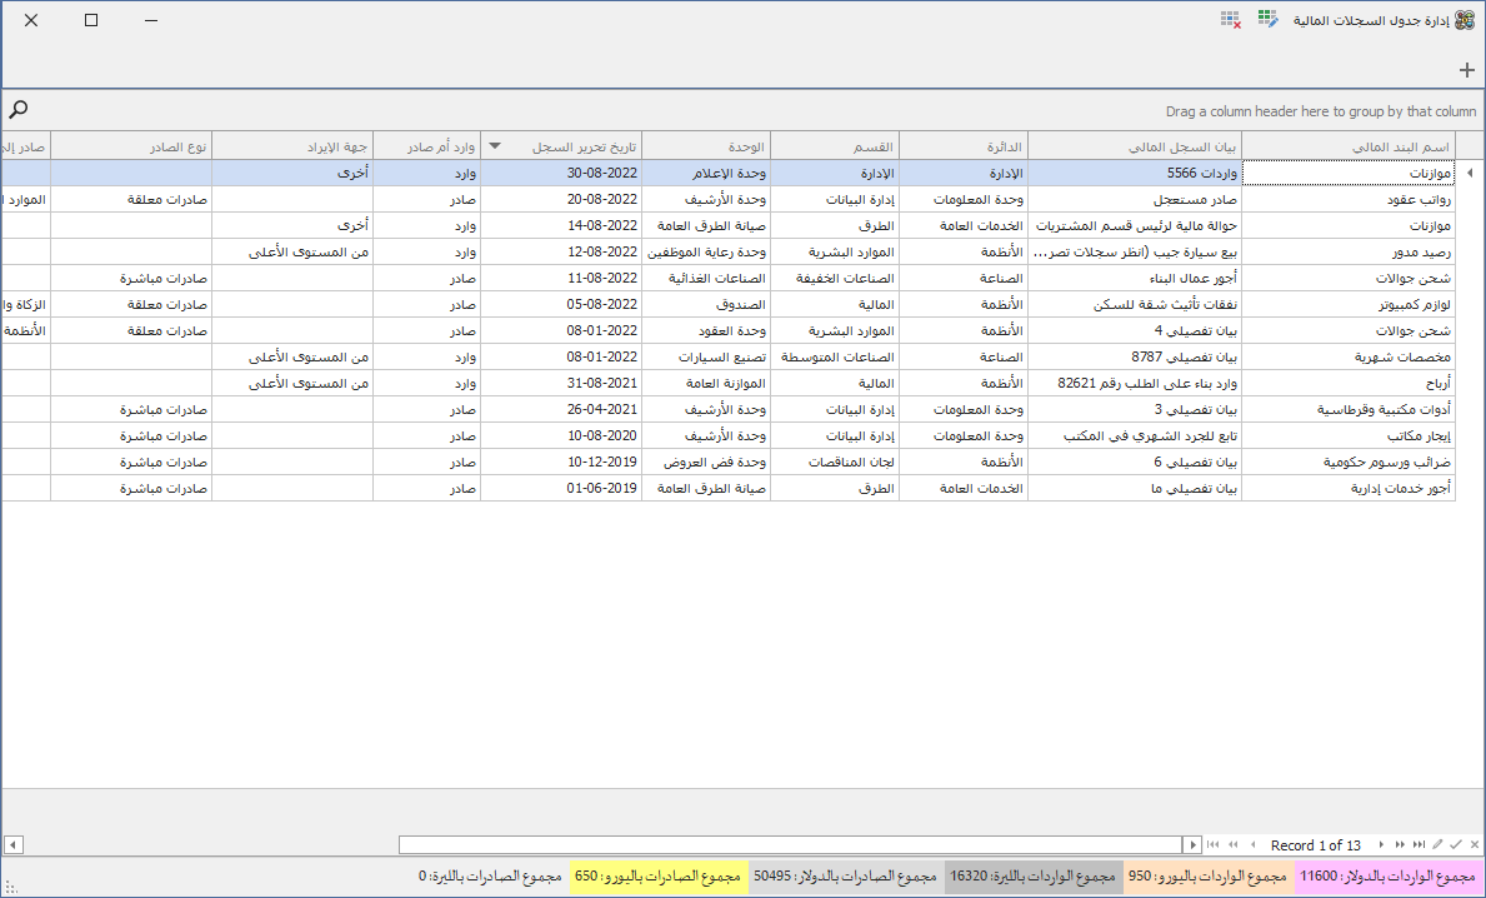 إدارة جدول السجلات المالية
Drag a column header here to group by that column
اسم البند المالي بيان السجل المالي الدائرة القسم الوحدة تاريخ تحرير السجل وارد أم صادر جهة الإيراد نوع الصادر صادر إلى
موازنات واردات 5566 الإدارة الإدارة وحدة الإعلام 30-08-2022 وارد أخرى
رواتب عقود صادر مستعجل وحدة المعلومات إدارة البيانات وحدة الأرشيف 20-08-2022 صادر صادرات معلقة الموارد ا
موازنات حوالة مالية لرئيس قسم المشتريات الخدمات العامة الطرق صيانة الطرق العامة 14-08-2022 وارد أخرى
رصيد مدور بيع سيارة جيب (انظر سجلات تصر... الأنظمة الموارد البشرية وحدة رعاية الموظفين 12-08-2022 وارد من المستوى الأعلى
شحن جوالات أجور عمال البناء الصناعة الصناعات الخفيفة الصناعات الغذائية 11-08-2022 صادر صادرات مباشرة
لوازم كمبيوتر نفقات تأثيث شقة للسكن الأنظمة المالية الصندوق 05-08-2022 صادر صادرات معلقة الزكاة وا
شحن جوالات بيان تفصيلي 4 الأنظمة الموارد البشرية وحدة العقود 08-01-2022 صادر صادرات معلقة الأنظمة
مخصصات شهرية بيان تفصيلي 8787 الصناعة الصناعات المتوسطة تصنيع السيارات 08-01-2022 وارد من المستوى الأعلى
أرباح وارد بناء على الطلب رقم 82621 الأنظمة المالية الموازنة العامة 31-08-2021 وارد من المستوى الأعلى
أدوات مكتبية وقرطاسية بيان تفصيلي 3 وحدة المعلومات إدارة البيانات وحدة الأرشيف 26-04-2021 صادر صادرات مباشرة
إيجار مكاتب تابع للجرد الشهري في المكتب وحدة المعلومات إدارة البيانات وحدة الأرشيف 10-08-2020 صادر صادرات مباشرة
ضرائب ورسوم حكومية بيان تفصيلي 6 الأنظمة لجان المناقصات وحدة فض العروض 10-12-2019 صادر صادرات مباشرة
أجور خدمات إدارية بيان تفصيلي ما الخدمات العامة الطرق صيانة الطرق العامة 01-06-2019 صادر صادرات مباشرة
Record 1 of 13
مجموع الواردات بالدولار: 11600 مجموع الواردات باليورو: 950 مجموع الواردات بالليرة: 16320 مجموع الصادرات بالدولار: 50495 مجموع الصادرات باليورو: 650 مجموع الصادرات بالليرة: 0